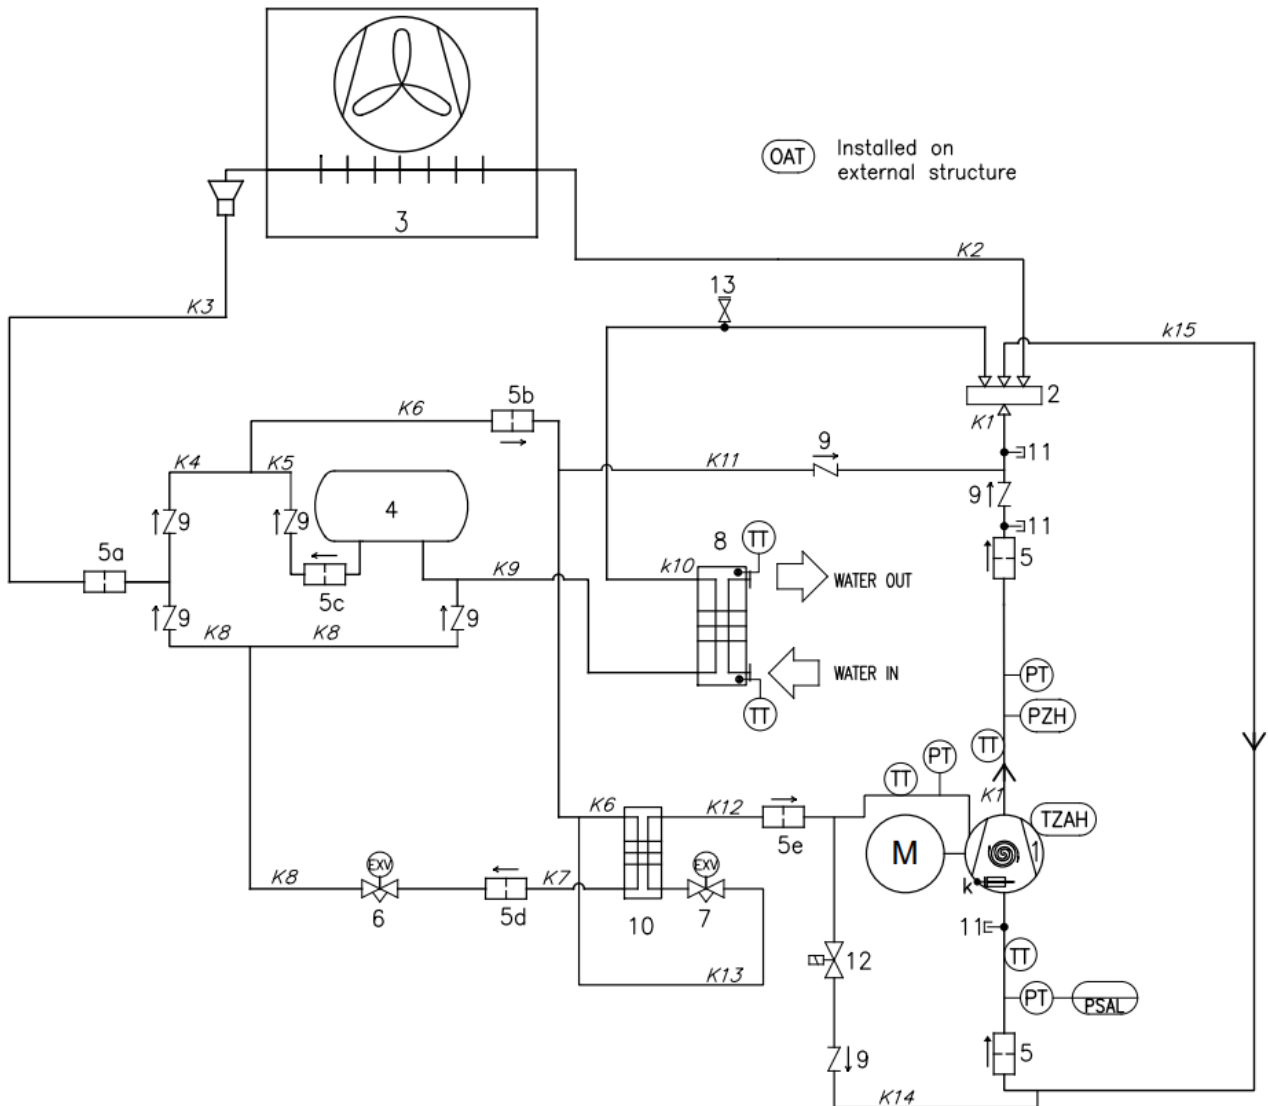 OAT
Installed on
external structure
3
K2
K3
13
k15
2
K1
5b
K6
11
K4
K5
K11
9
9
9
9
4
11
5a
8
TT
5
K9
k10
5c
WATER OUT
9
9
K8
K8
WATER IN
PT
TT
PZH
TT
PT
TT
K1
K6
K12
TZAH
5e
M
1
EXV
EXV
K8
K7
k
6
5d
10
7
11
12
TT
K13
PT
PSAL
9
5
K14